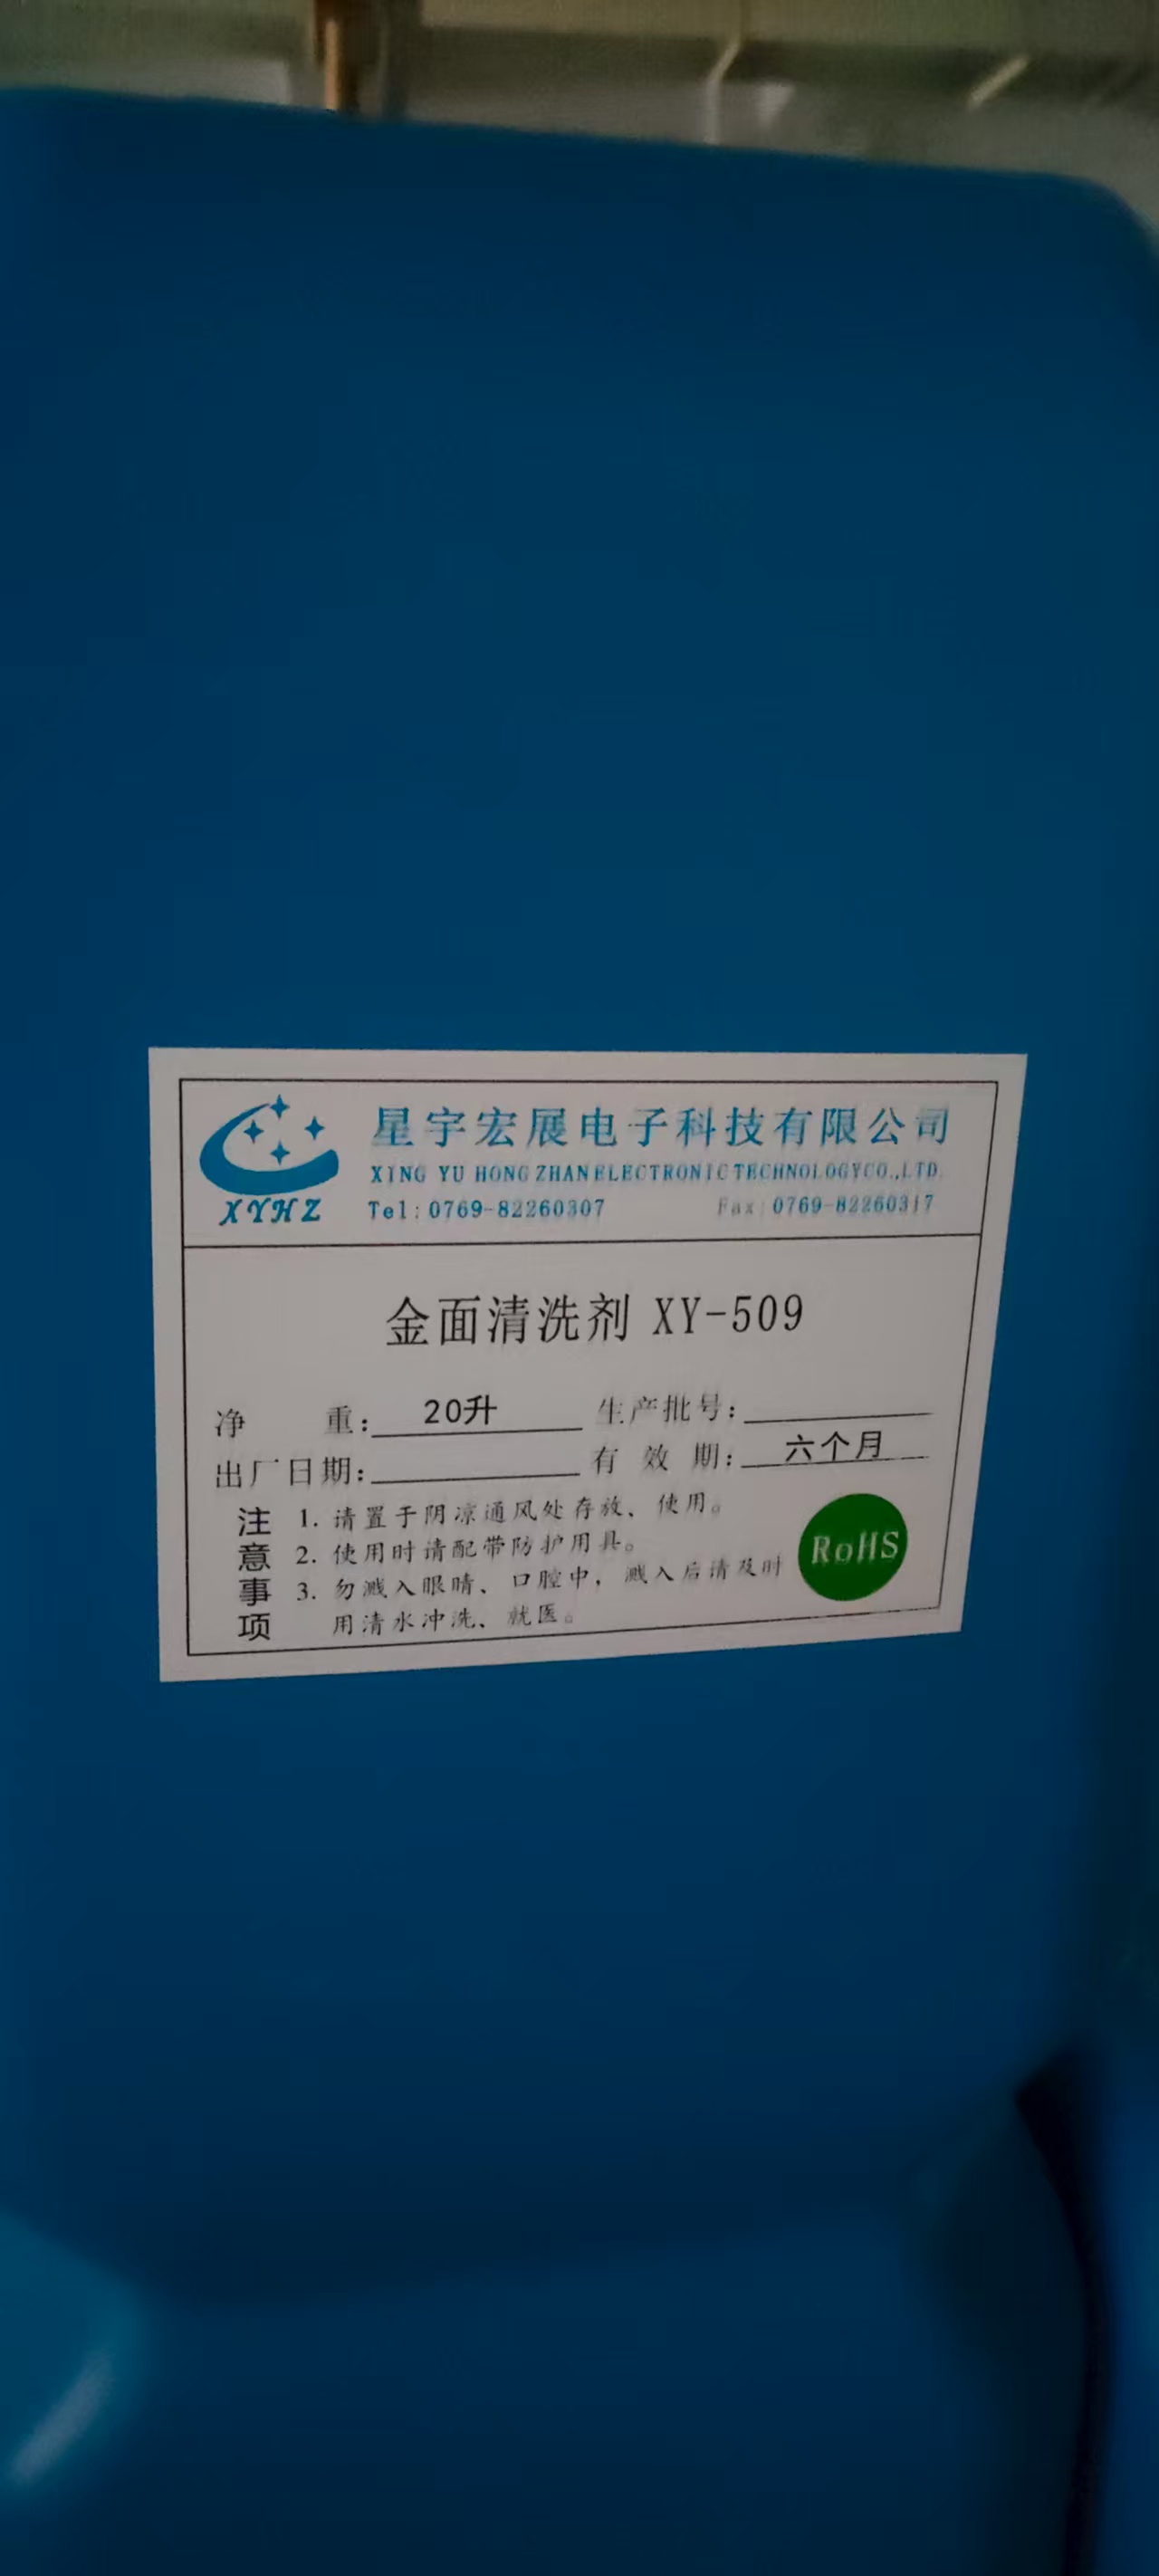 星宇宏展电子科技有限公司
XING YU HONG ZHAN ELECTRONIC TECHNOLOGY CO.,LTD.
XYHZ
Tel:0769-82260307 Fax:0769-82260317
金面清洗剂 XY-509
净 重: 20升 生产批号:
出厂日期: 有 效 期: 六个月
注意事项
1. 请置于阴凉通风处存放、使用。
2. 使用时请配带防护用具。
3. 勿溅入眼睛、口腔中，溅入后请及时
用清水冲洗、就医。
RoHS